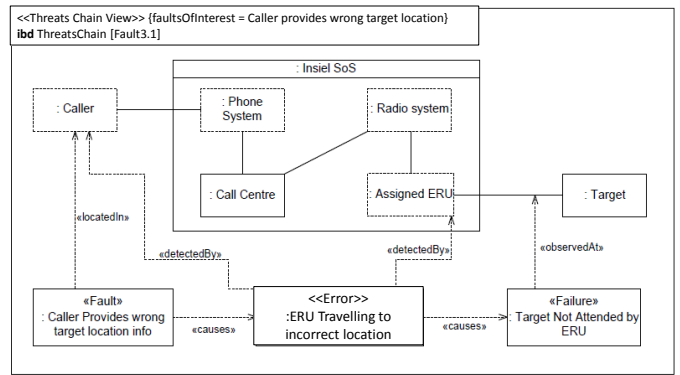 <<Threats Chain View>> {faultsOfInterest = Caller provides wrong target location}
ibd ThreatsChain [Fault3.1]
: Insiel SoS
: Caller
: Phone
System
: Radio system
: Call Centre
: Assigned ERU
: Target
«locatedIn»
«detectedBy»
«detectedBy»
«observedAt»
«Fault»
: Caller Provides wrong
target location info
«causes»
<<Error>>
:ERU Travelling to
incorrect location
«causes»
«Failure»
: Target Not Attended by
ERU